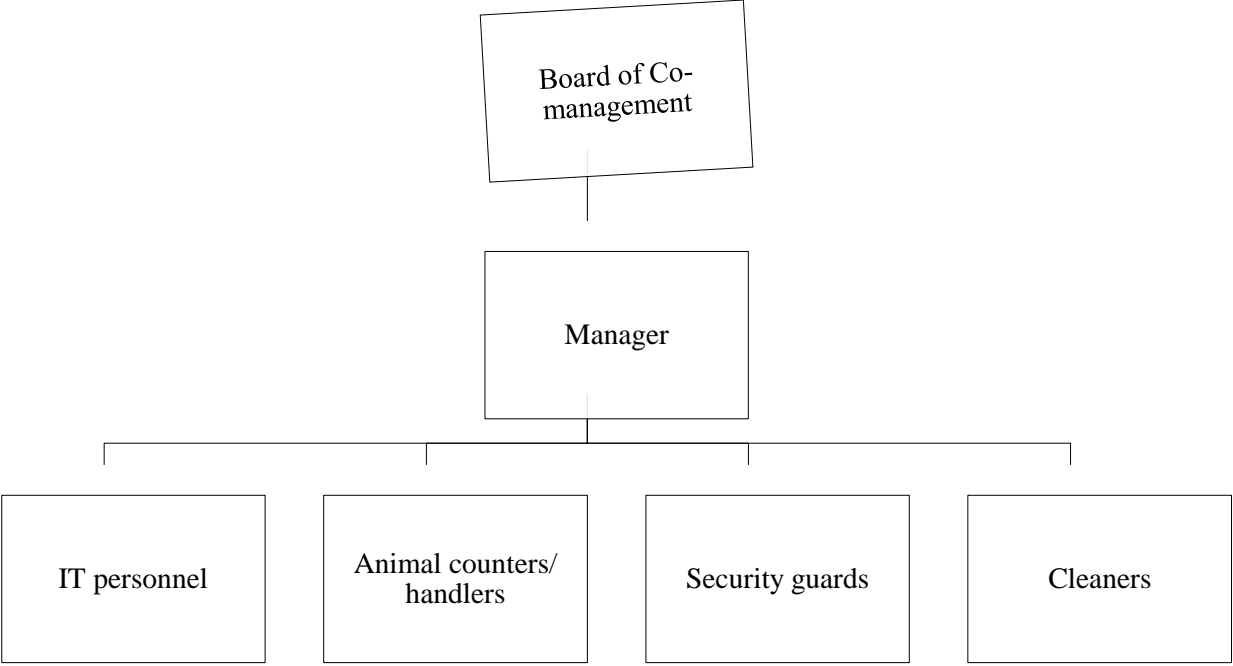 Board of Co-
management
Manager
IT personnel
Animal counters/
handlers
Security guards
Cleaners